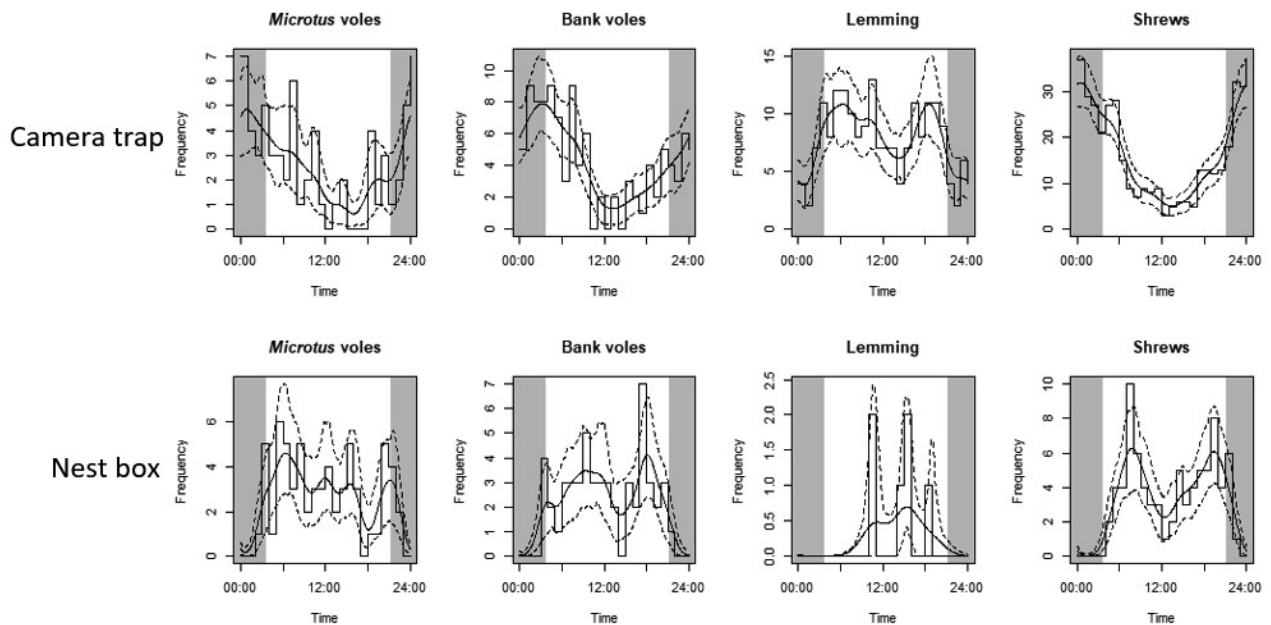 Microtus voles
Bank voles
Lemming
Shrews
Camera trap
Frequency
0 1 2 3 4 5 6 7
00:00 12:00 24:00
Time
Frequency
0 2 4 6 8 10
00:00 12:00 24:00
Time
Frequency
0 5 10 15
00:00 12:00 24:00
Time
Frequency
0 10 20 30
00:00 12:00 24:00
Time
Microtus voles
Bank voles
Lemming
Shrews
Nest box
Frequency
0 2 4 6
00:00 12:00 24:00
Time
Frequency
0 1 2 3 4 5 6 7
00:00 12:00 24:00
Time
Frequency
0.0 0.5 1.0 1.5 2.0 2.5
00:00 12:00 24:00
Time
Frequency
0 2 4 6 8 10
00:00 12:00 24:00
Time